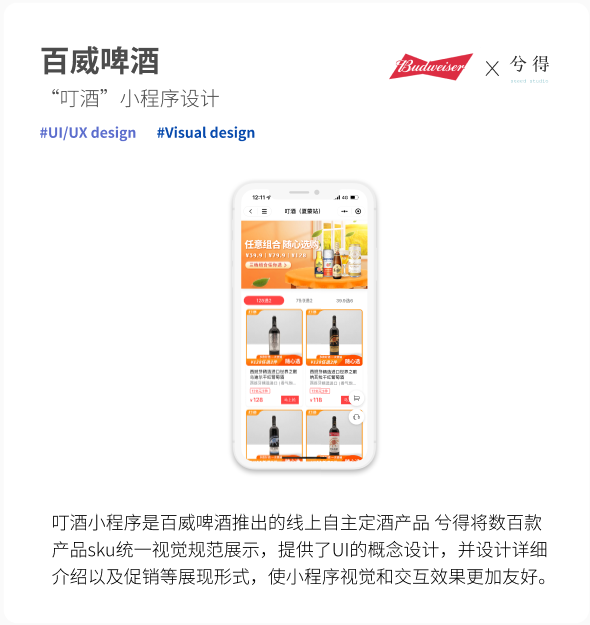 百威啤酒
“叮酒”小程序设计
#UI/UX design #Visual design
Budweiser
兮得
12:11
4G
叮酒（夏蒙站）
任意组合 随心选购
¥39.9 | ¥79.9 | ¥128
128选2 79.9选2 39.9选6
随心选 随心选
¥128 ¥116
叮酒小程序是百威啤酒推出的线上自主定酒产品 兮得将数百款
产品sku统一视觉规范展示，提供了UI的概念设计，并设计详细
介绍以及促销等展现形式，使小程序视觉和交互效果更加友好。